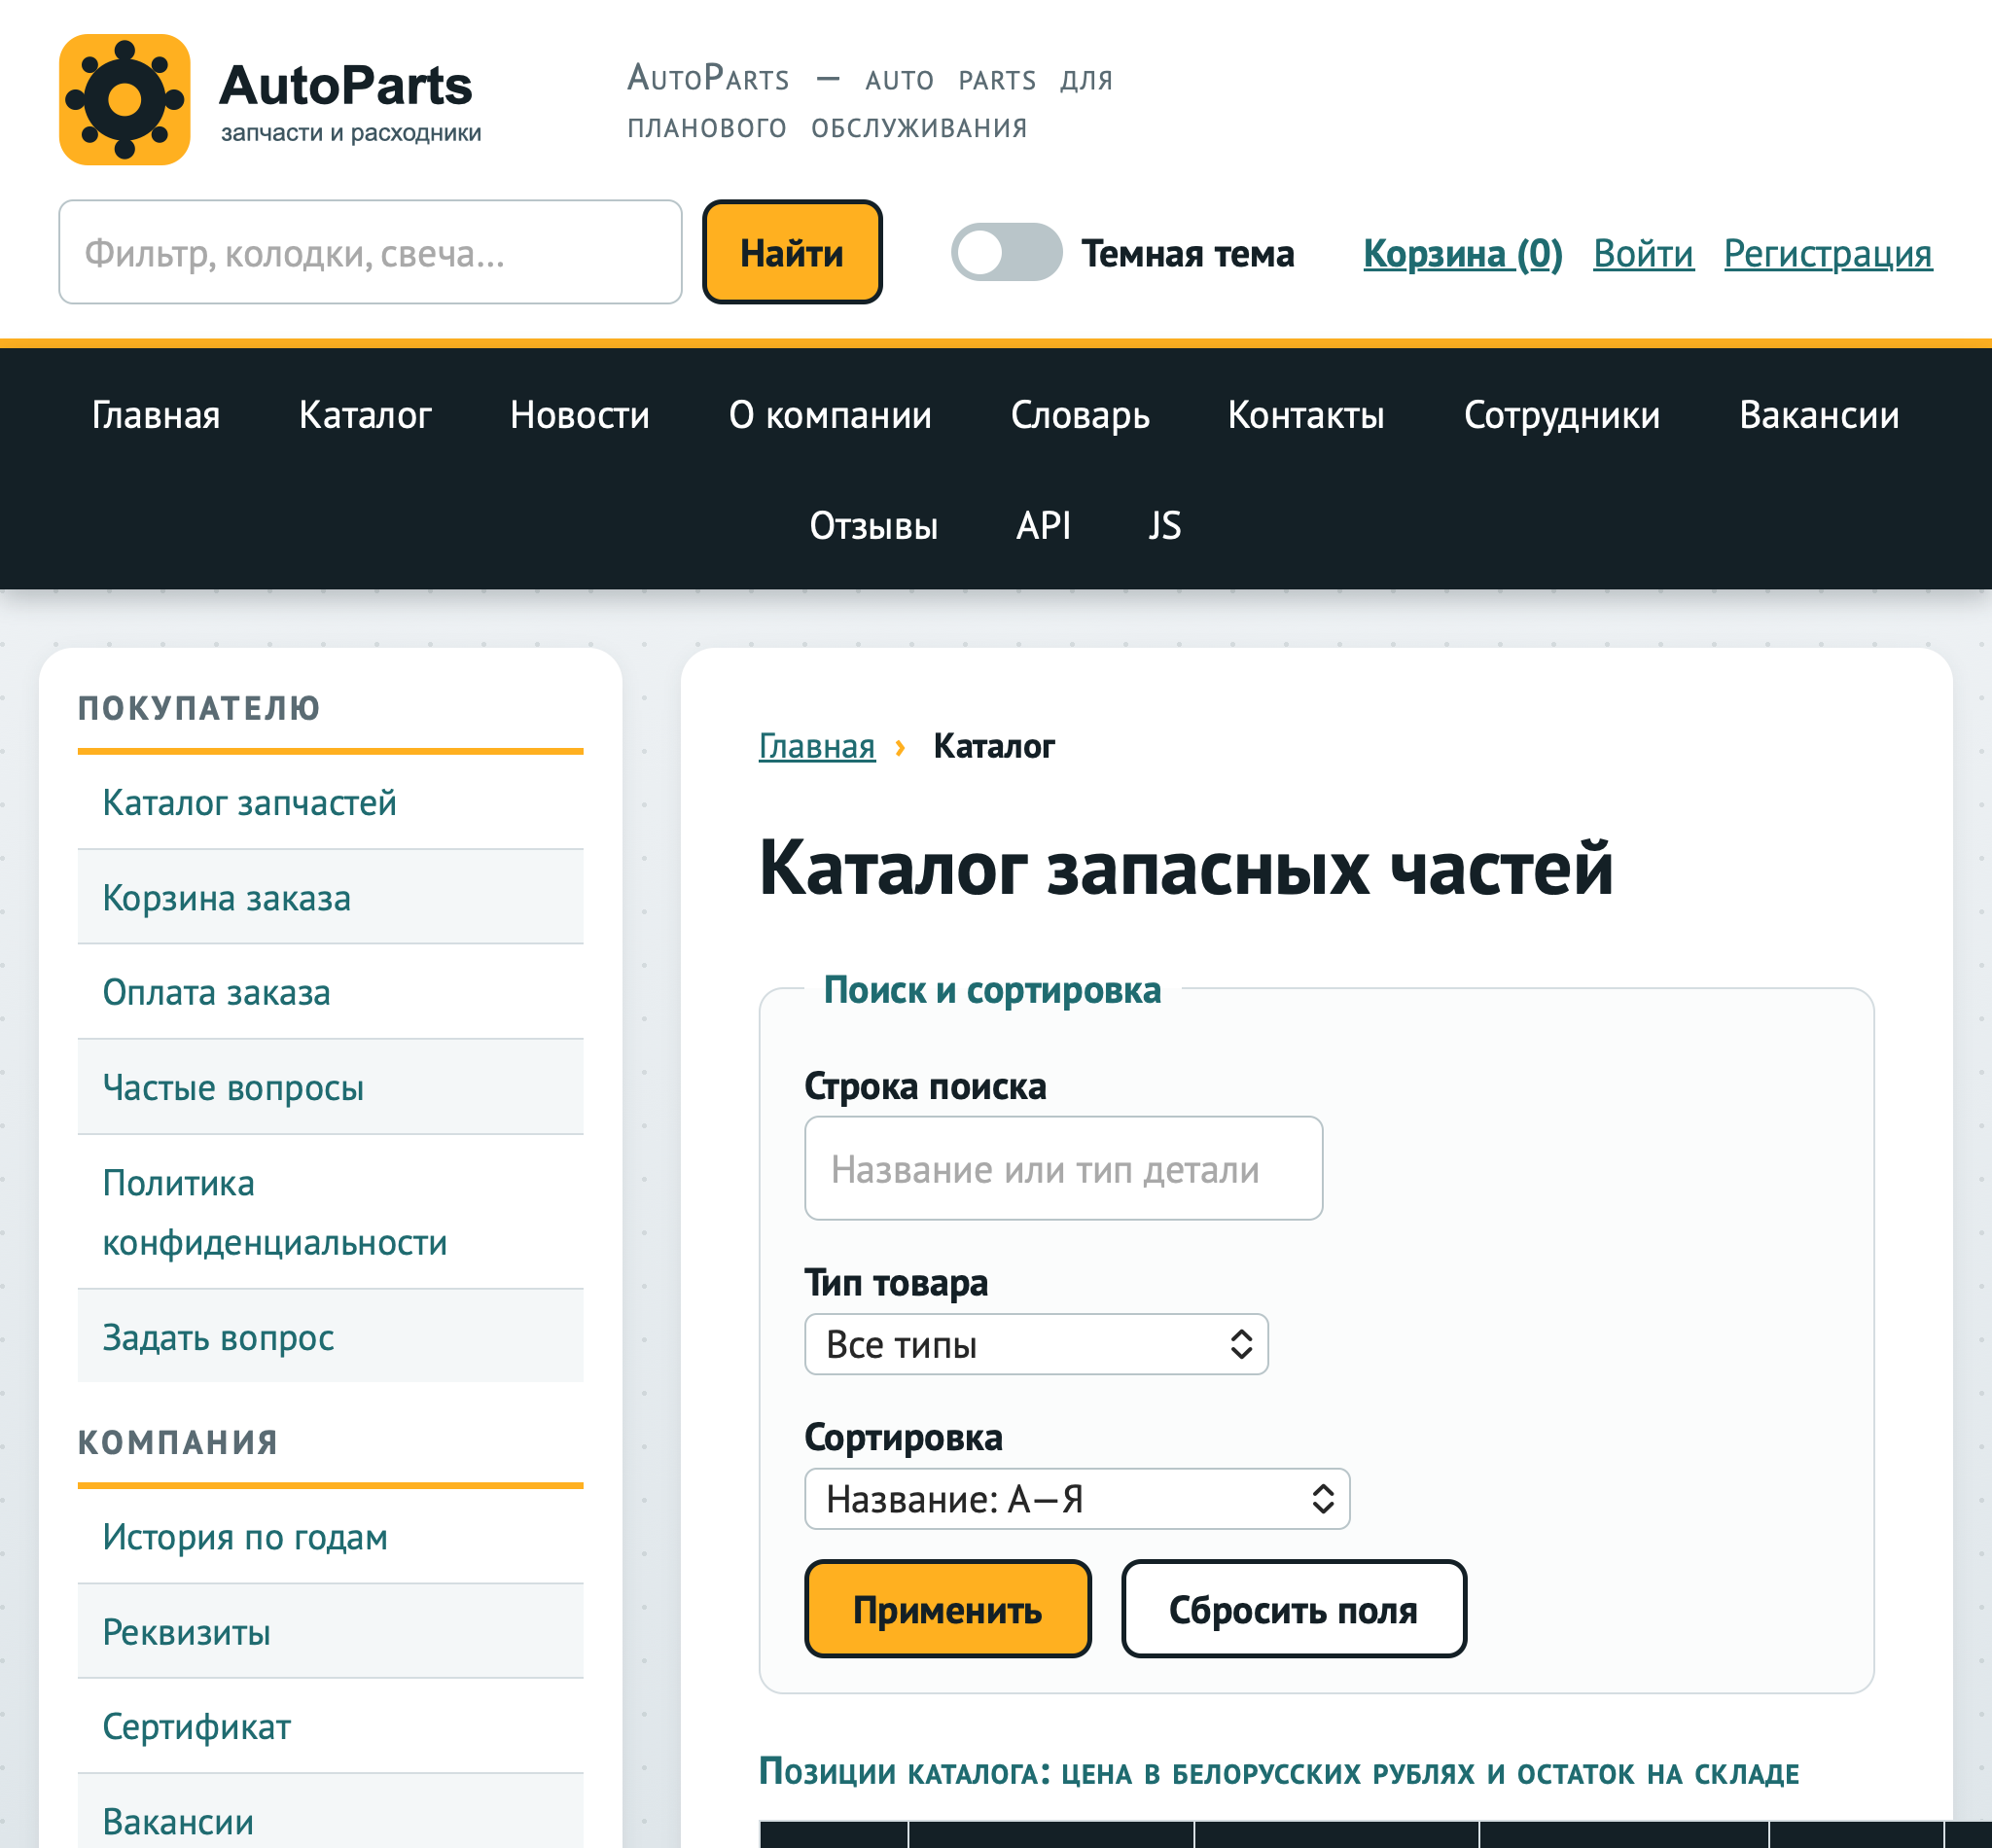 AutoParts
запчасти и расходники
AutoParts — auto parts для
планового обслуживания
Фильтр, колодки, свеча...
Найти
Темная тема
Корзина (0)
Войти
Регистрация
Главная
Каталог
Новости
О компании
Словарь
Контакты
Сотрудники
Вакансии
Отзывы
API
JS
ПОКУПАТЕЛЮ
Каталог запчастей
Корзина заказа
Оплата заказа
Частые вопросы
Политика
конфиденциальности
Задать вопрос
КОМПАНИЯ
История по годам
Реквизиты
Сертификат
Вакансии
Главная › Каталог
Каталог запасных частей
Поиск и сортировка
Строка поиска
Название или тип детали
Тип товара
Все типы
Сортировка
Название: А—Я
Применить
Сбросить поля
Позиции каталога: цена в белорусских рублях и остаток на складе